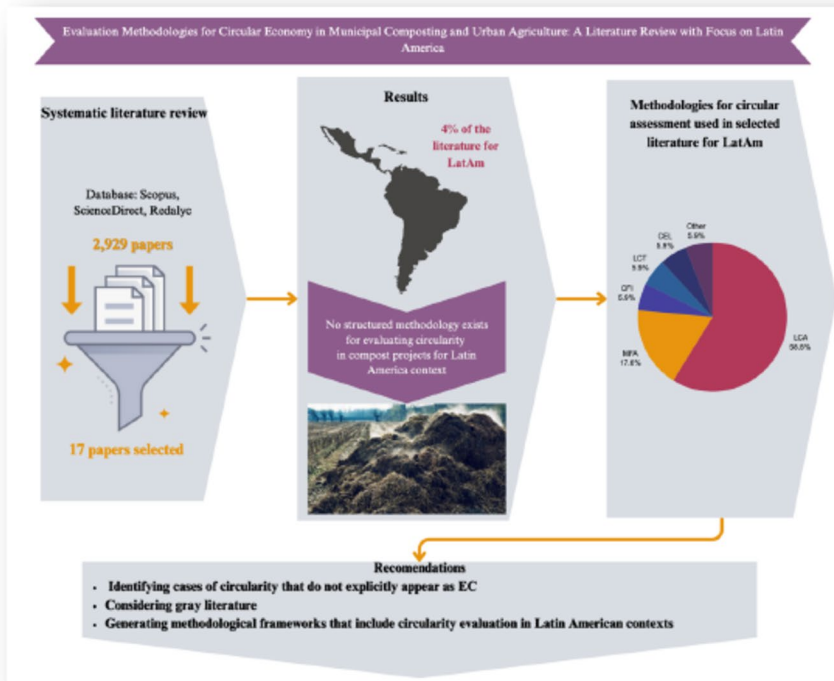 Evaluation Methodologies for Circular Economy in Municipal Composting and Urban Agriculture: A Literature Review with Focus on Latin
America
Systematic literature review
Database: Scopus,
ScienceDirect, Redalyc
2,929 papers
17 papers selected
Results
4% of the
literature for
LatAm
No structured methodology exists
for evaluating circularity
in compost projects for Latin
America context
Methodologies for circular
assessment used in selected
literature for LatAm
Other
5.9%
LCT
5.9%
5.9%
MFA
17.6%
LCA
58.8%
Recomendations
• Identifying cases of circularity that do not explicitly appear as EC
• Considering gray literature
• Generating methodological frameworks that include circularity evaluation in Latin American contexts